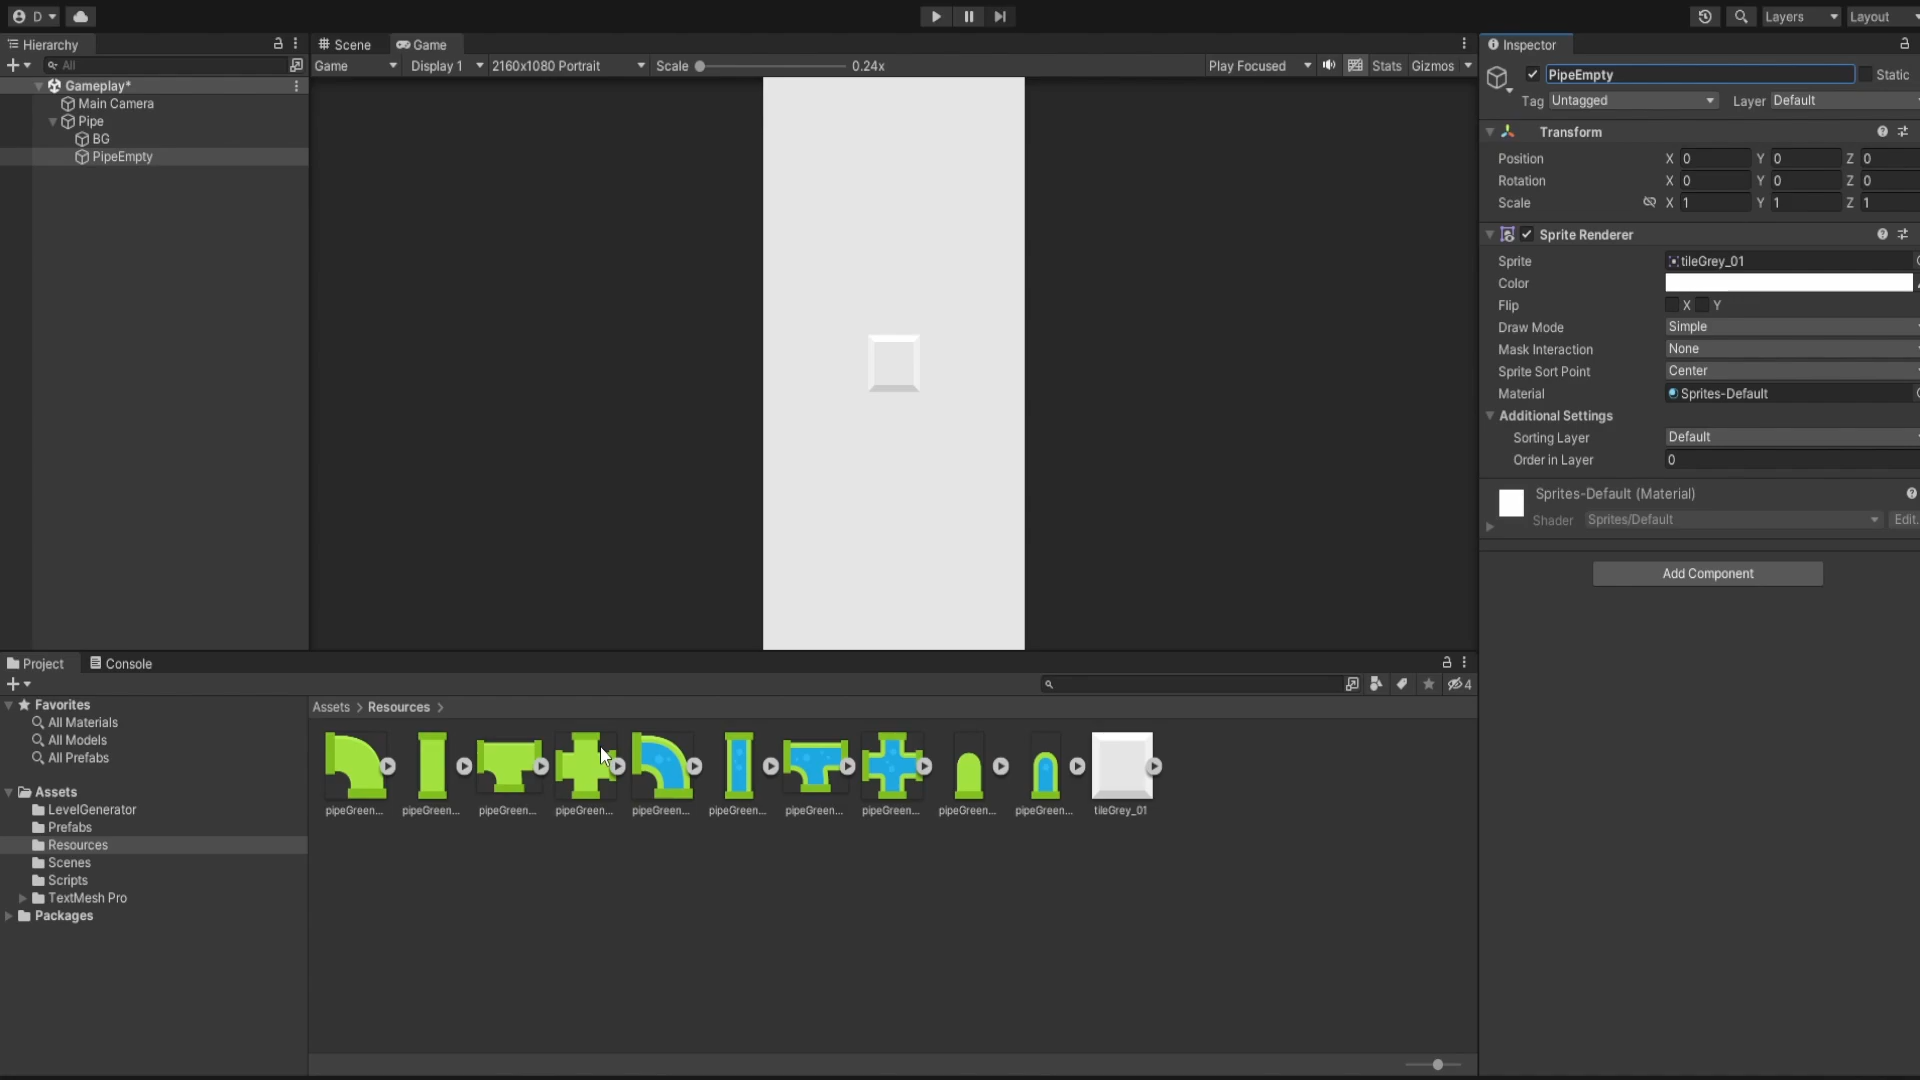 D
Layers
Layout
Hierarchy
All
Gameplay*
Main Camera
Pipe
BG
PipeEmpty
Scene
Game
Game
Display 1
2160x1080 Portrait
Scale
0.24x
Play Focused
Stats
Gizmos
Inspector
PipeEmpty
Static
Tag
Untagged
Layer
Default
Transform
Position X 0 Y 0 Z 0
Rotation X 0 Y 0 Z 0
Scale X 1 Y 1 Z 1
Sprite Renderer
Sprite
tileGrey_01
Color
Flip X Y
Draw Mode
Simple
Mask Interaction
None
Sprite Sort Point
Center
Material
Sprites-Default
Additional Settings
Sorting Layer
Default
Order in Layer
0
Sprites-Default (Material)
Shader Sprites/Default
Edit.
Add Component
Project
Console
4
Favorites
All Materials
All Models
All Prefabs
Assets
LevelGenerator
Prefabs
Resources
Scenes
Scripts
TextMesh Pro
Packages
Assets > Resources >
pipeGreen... pipeGreen... pipeGreen... pipeGreen... pipeGreen... pipeGreen... pipeGreen... pipeGreen... pipeGreen... pipeGreen... tileGrey_01